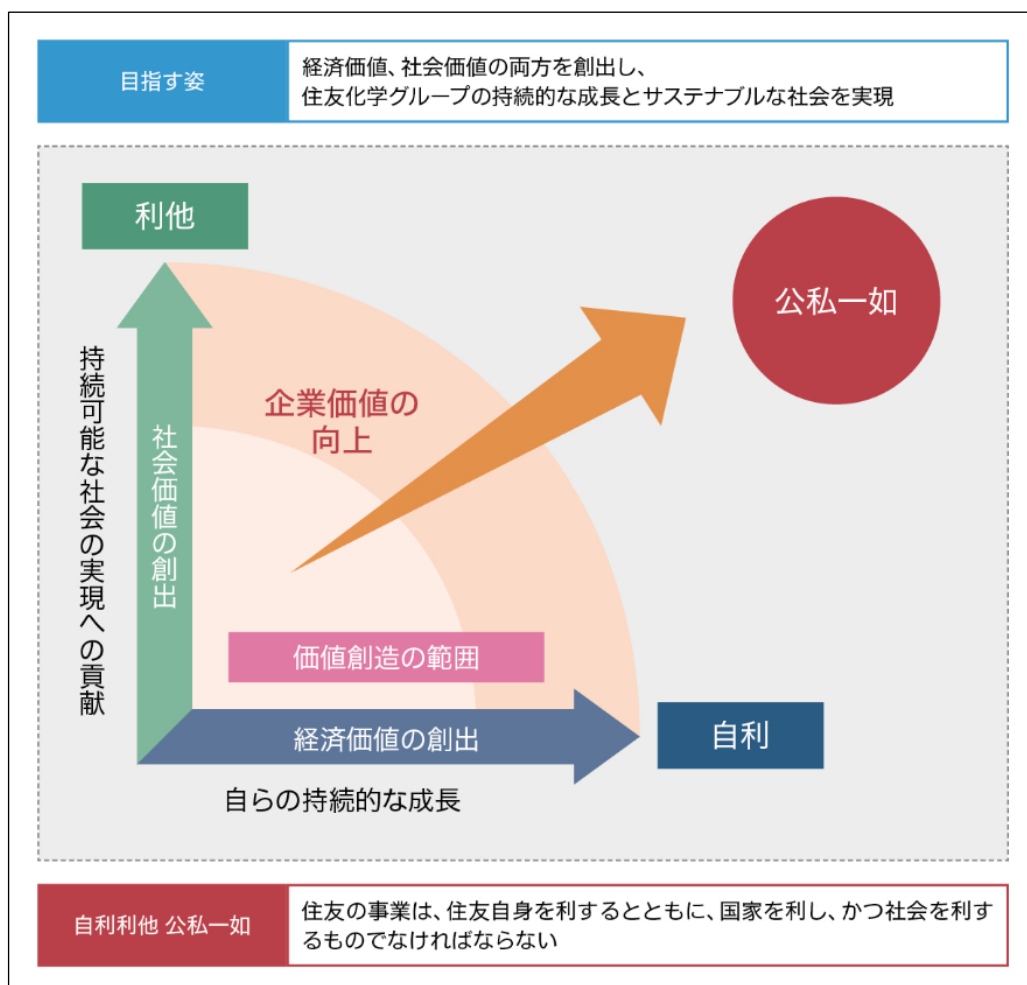 目指す姿
経済価値、社会価値の両方を創出し、
住友化学グループの持続的な成長とサステナブルな社会を実現
利他
公私一如
持続可能な社会の実現への貢献
社会価値の創出
企業価値の
向上
価値創造の範囲
経済価値の創出
自利
自らの持続的な成長
自利利他 公私一如
住友の事業は、住友自身を利するとともに、国家を利し、かつ社会を利す
るものでなければならない